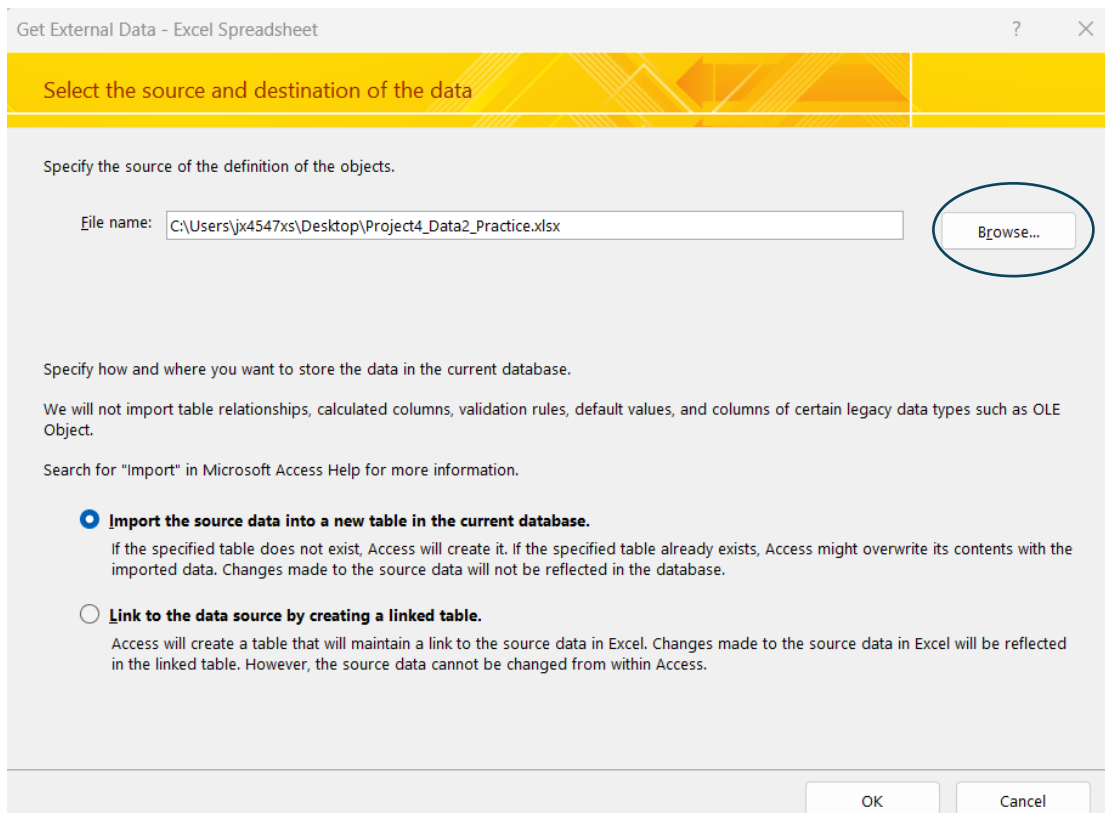 Get External Data - Excel Spreadsheet
?
Select the source and destination of the data
Specify the source of the definition of the objects.
File name:
C:\Users\jx4547xs\Desktop\Project4_Data2_Practice.xlsx
Browse...
Specify how and where you want to store the data in the current database.
We will not import table relationships, calculated columns, validation rules, default values, and columns of certain legacy data types such as OLE
Object.
Search for "Import" in Microsoft Access Help for more information.
Import the source data into a new table in the current database.
If the specified table does not exist, Access will create it. If the specified table already exists, Access might overwrite its contents with the
imported data. Changes made to the source data will not be reflected in the database.
Link to the data source by creating a linked table.
Access will create a table that will maintain a link to the source data in Excel. Changes made to the source data in Excel will be reflected
in the linked table. However, the source data cannot be changed from within Access.
OK
Cancel